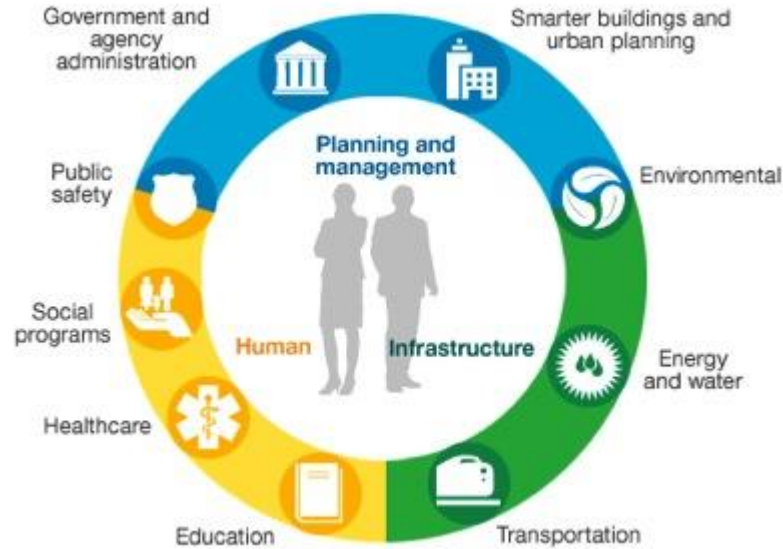 Government and
agency
administration
Smarter buildings and
urban planning
Planning and
management
Public
safety
Environmental
Social
programs
Human
Infrastructure
Energy
and water
Healthcare
Education
Transportation